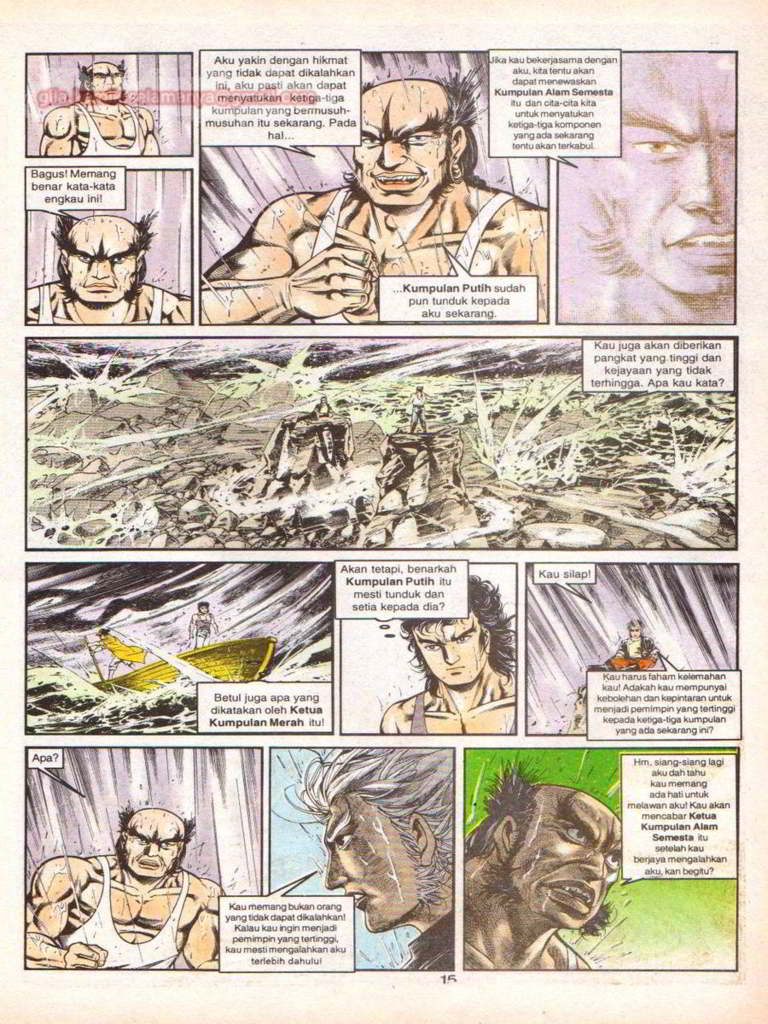 Bagus! Memang
benar kata-kata
engkau ini!
Aku yakin dengan hikmat
yang tidak dapat dikalahkan
ini, aku pasti akan dapat
menyatukan ketiga-tiga
kumpulan yang bermusuh-
musuhan itu sekarang. Pada
hal...
...Kumpulan Putih sudah
pun tunduk kepada
aku sekarang.
Jika kau bekerjasama dengan
aku, kita tentu akan
dapat menewaskan
Kumpulan Alam Semesta
itu dan cita-cita kita
untuk menyatukan
ketiga-tiga komponen
yang ada sekarang
tentu akan terkabul.
Kau juga akan diberikan
pangkat yang tinggi dan
kejayaan yang tidak
terhingga. Apa kau kata?
Betul juga apa yang
dikatakan oleh Ketua
Kumpulan Merah itu!
Akan tetapi, benarkah
Kumpulan Putih itu
mesti tunduk dan
setia kepada dia?
Kau silap!
Kau harus faham kelemahan
kau! Adakah kau mempunyai
kebolehan dan kepintaran untuk
menjadi pemimpin yang tertinggi
kepada ketiga-tiga kumpulan
yang ada sekarang ini?
Apa?
Kau memang bukan orang
yang tidak dapat dikalahkan!
Kalau kau ingin menjadi
pemimpin yang tertinggi,
kau mesti mengalahkan aku
terlebih dahulu!
Hm, siang-siang lagi
aku dah tahu
kau memang
ada hati untuk
melawan aku! Kau akan
mencabar Ketua
Kumpulan Alam
Semesta itu
setelah kau
berjaya mengalahkan
aku, kan begitu?
15